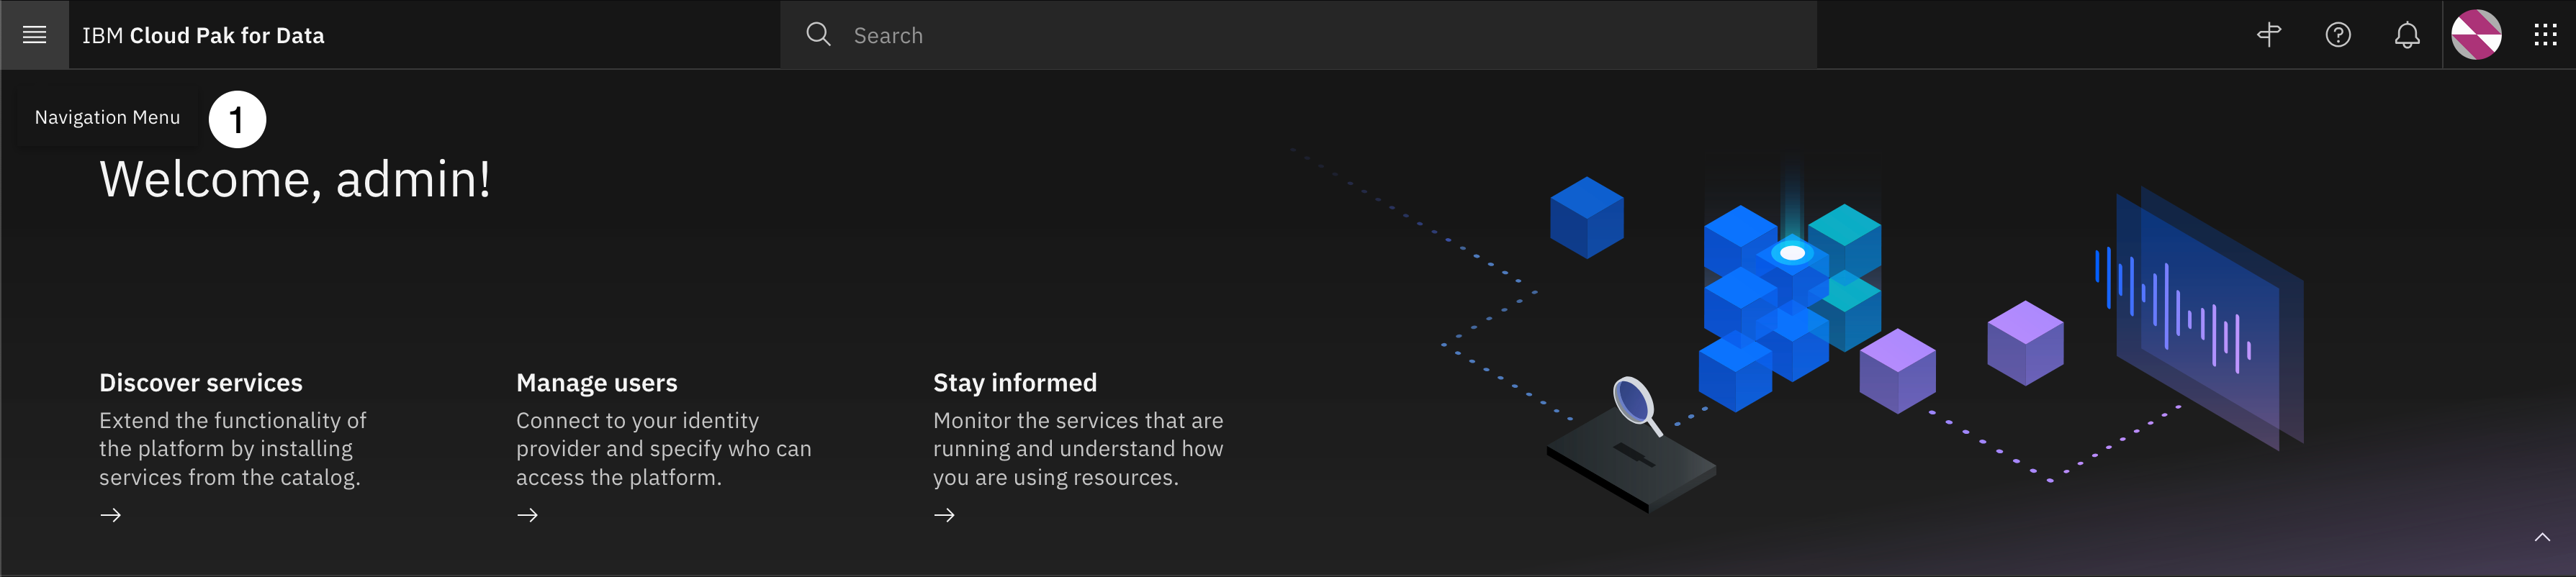 IBM Cloud Pak for Data
Search
Navigation Menu
1
Welcome, admin!
Discover services
Extend the functionality of
the platform by installing
services from the catalog.
Manage users
Connect to your identity
provider and specify who can
access the platform.
Stay informed
Monitor the services that are
running and understand how
you are using resources.